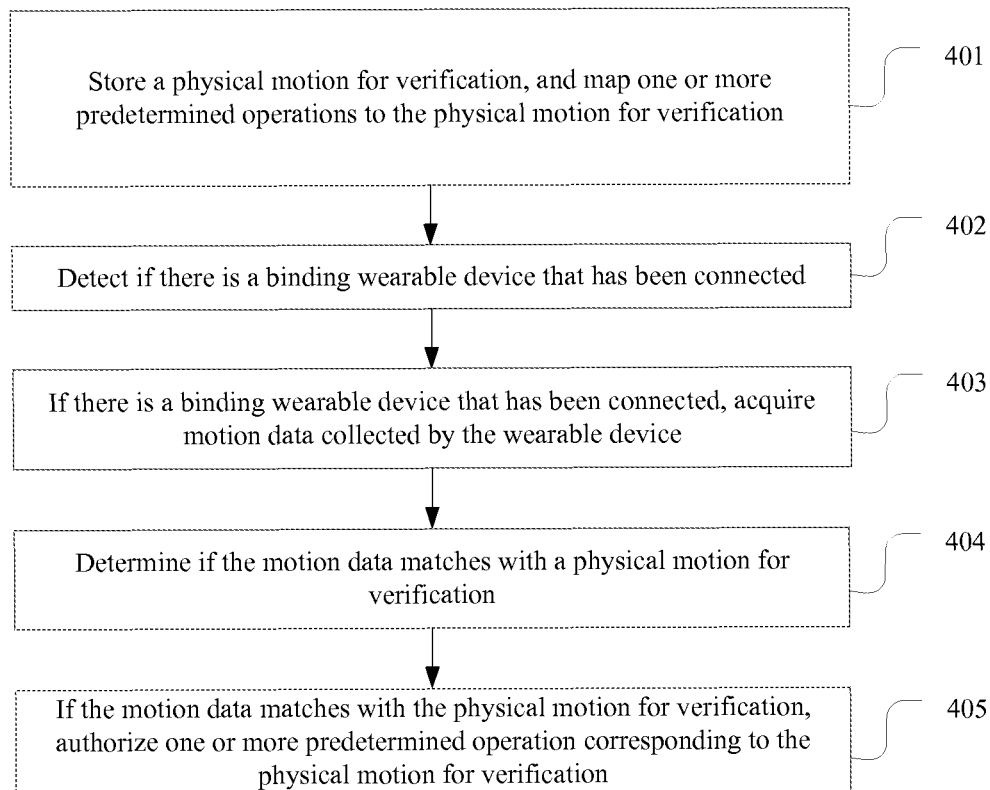 Store a physical motion for verification, and map one or more
predetermined operations to the physical motion for verification
401
Detect if there is a binding wearable device that has been connected
402
If there is a binding wearable device that has been connected, acquire
motion data collected by the wearable device
403
Determine if the motion data matches with a physical motion for
verification
404
If the motion data matches with the physical motion for verification,
authorize one or more predetermined operation corresponding to the
physical motion for verification
405